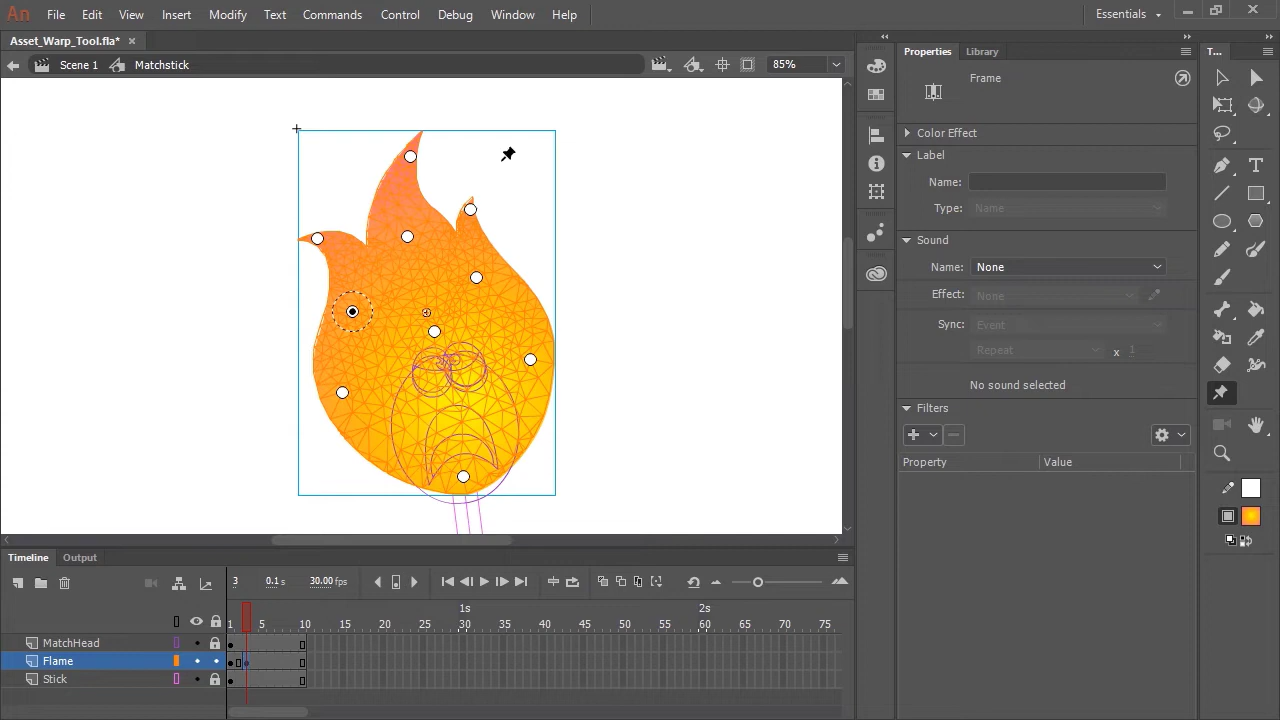 An File Edit View Insert Modify Text Commands Control Debug Window Help Essentials
Asset_Warp_Tool.fla*
Scene 1 Matchstick 85%
Properties Library T...
Frame
Color Effect
Label
Name:
Type: Name
Sound
Name: None
Effect: None
Sync: Event
Repeat x 1
No sound selected
Filters
Property Value
Timeline Output
3 0.1 s 30.00 fps
1s 2s
1 5 10 15 20 25 30 35 40 45 50 55 60 65 70 75
MatchHead
Flame
Stick